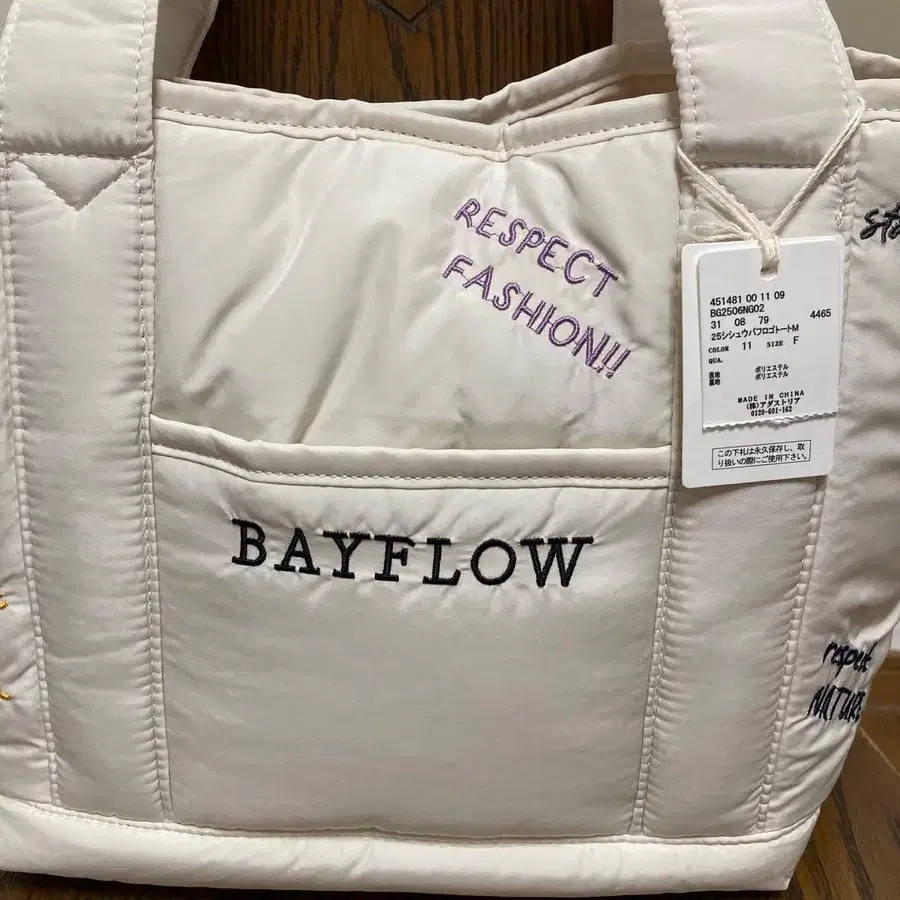 RESPECT
FASHION!!
BAYFLOW
respect
NATURE
451481 00 11 09
BG2506NG02
31 08 79 4465
25シシュウパフロゴトートM
COLOR 11 SIZE F
QUA.
表地 ポリエステル
裏地 ポリエステル
MADE IN CHINA
(株)アダストリア
0120-601-162
この下札は永久保存し、取
り扱いの際にご使用下さい。